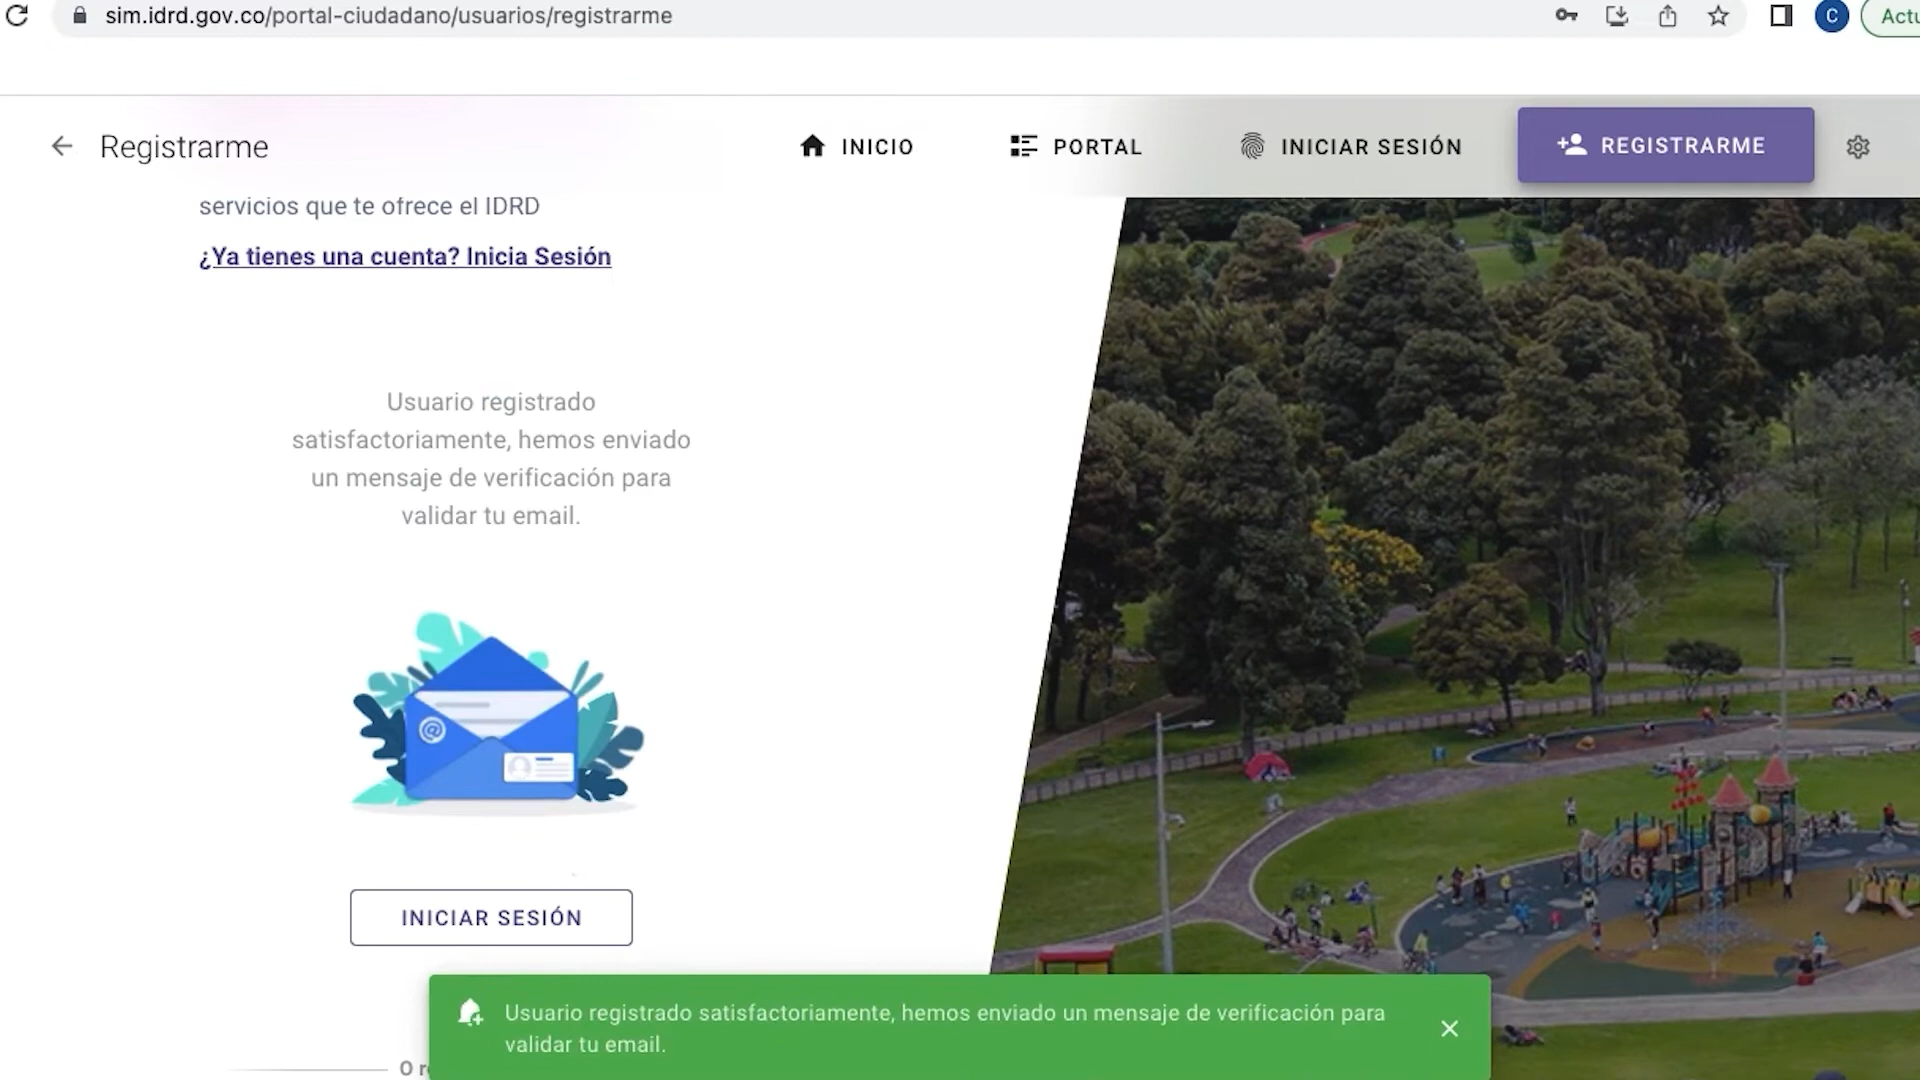 sim.idrd.gov.co/portal-ciudadano/usuarios/registrarme
C
Registrarme
INICIO
PORTAL
INICIAR SESIÓN
REGISTRARME
servicios que te ofrece el IDRD
¿Ya tienes una cuenta? Inicia Sesión
Usuario registrado
satisfactoriamente, hemos enviado
un mensaje de verificación para
validar tu email.
@
INICIAR SESIÓN
Usuario registrado satisfactoriamente, hemos enviado un mensaje de verificación para
validar tu email.
O